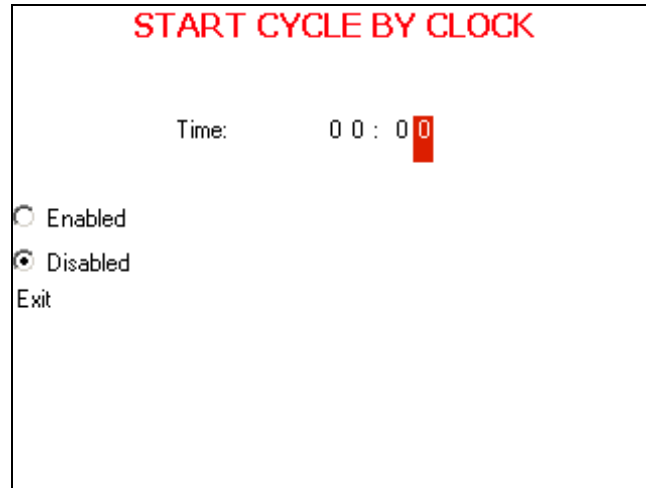 START CYCLE BY CLOCK
Time: 0 0 : 0 0
Enabled
Disabled
Exit